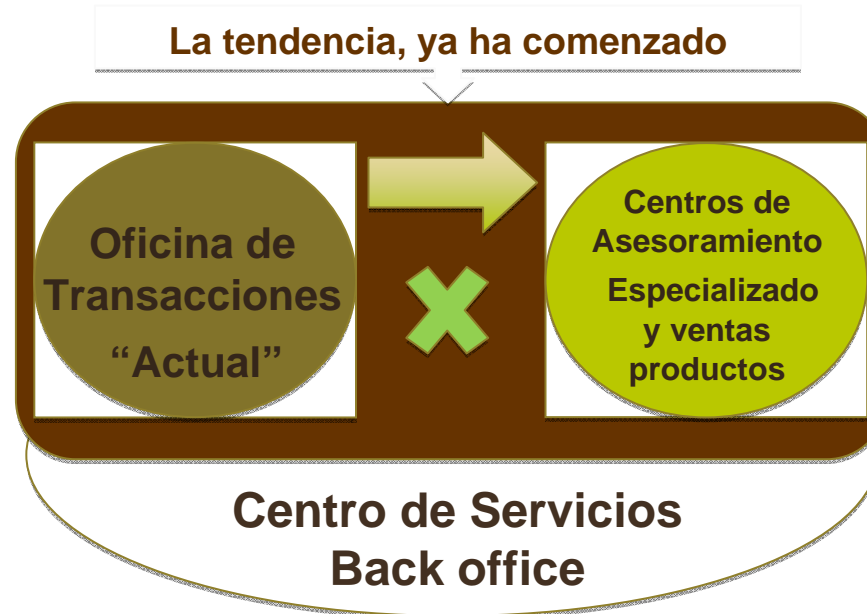 La tendencia, ya ha comenzado
Oficina de
Transacciones
“Actual”
Centros de
Asesoramiento
Especializado
y ventas
productos
Centro de Servicios
Back office